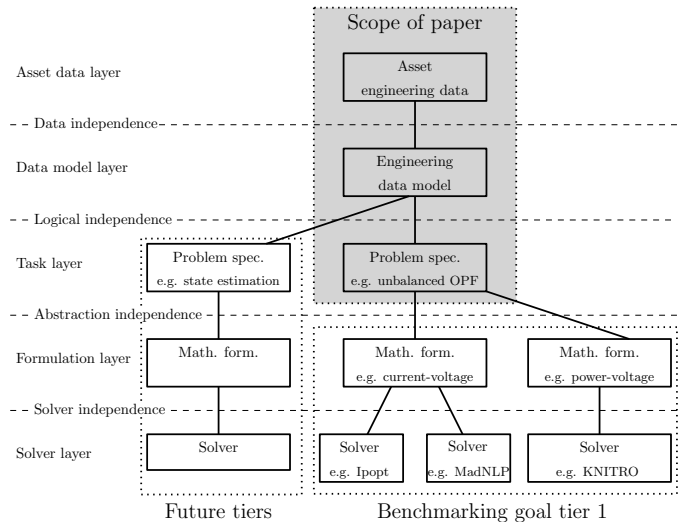 Scope of paper
Asset data layer
Asset
engineering data
Data independence
Data model layer
Engineering
data model
Logical independence
Task layer
Problem spec.
e.g. state estimation
Problem spec.
e.g. unbalanced OPF
Abstraction independence
Formulation layer
Math. form.
Math. form.
e.g. current-voltage
Math. form.
e.g. power-voltage
Solver independence
Solver layer
Solver
Solver
e.g. Ipopt
Solver
e.g. MadNLP
Solver
e.g. KNITRO
Future tiers
Benchmarking goal tier 1